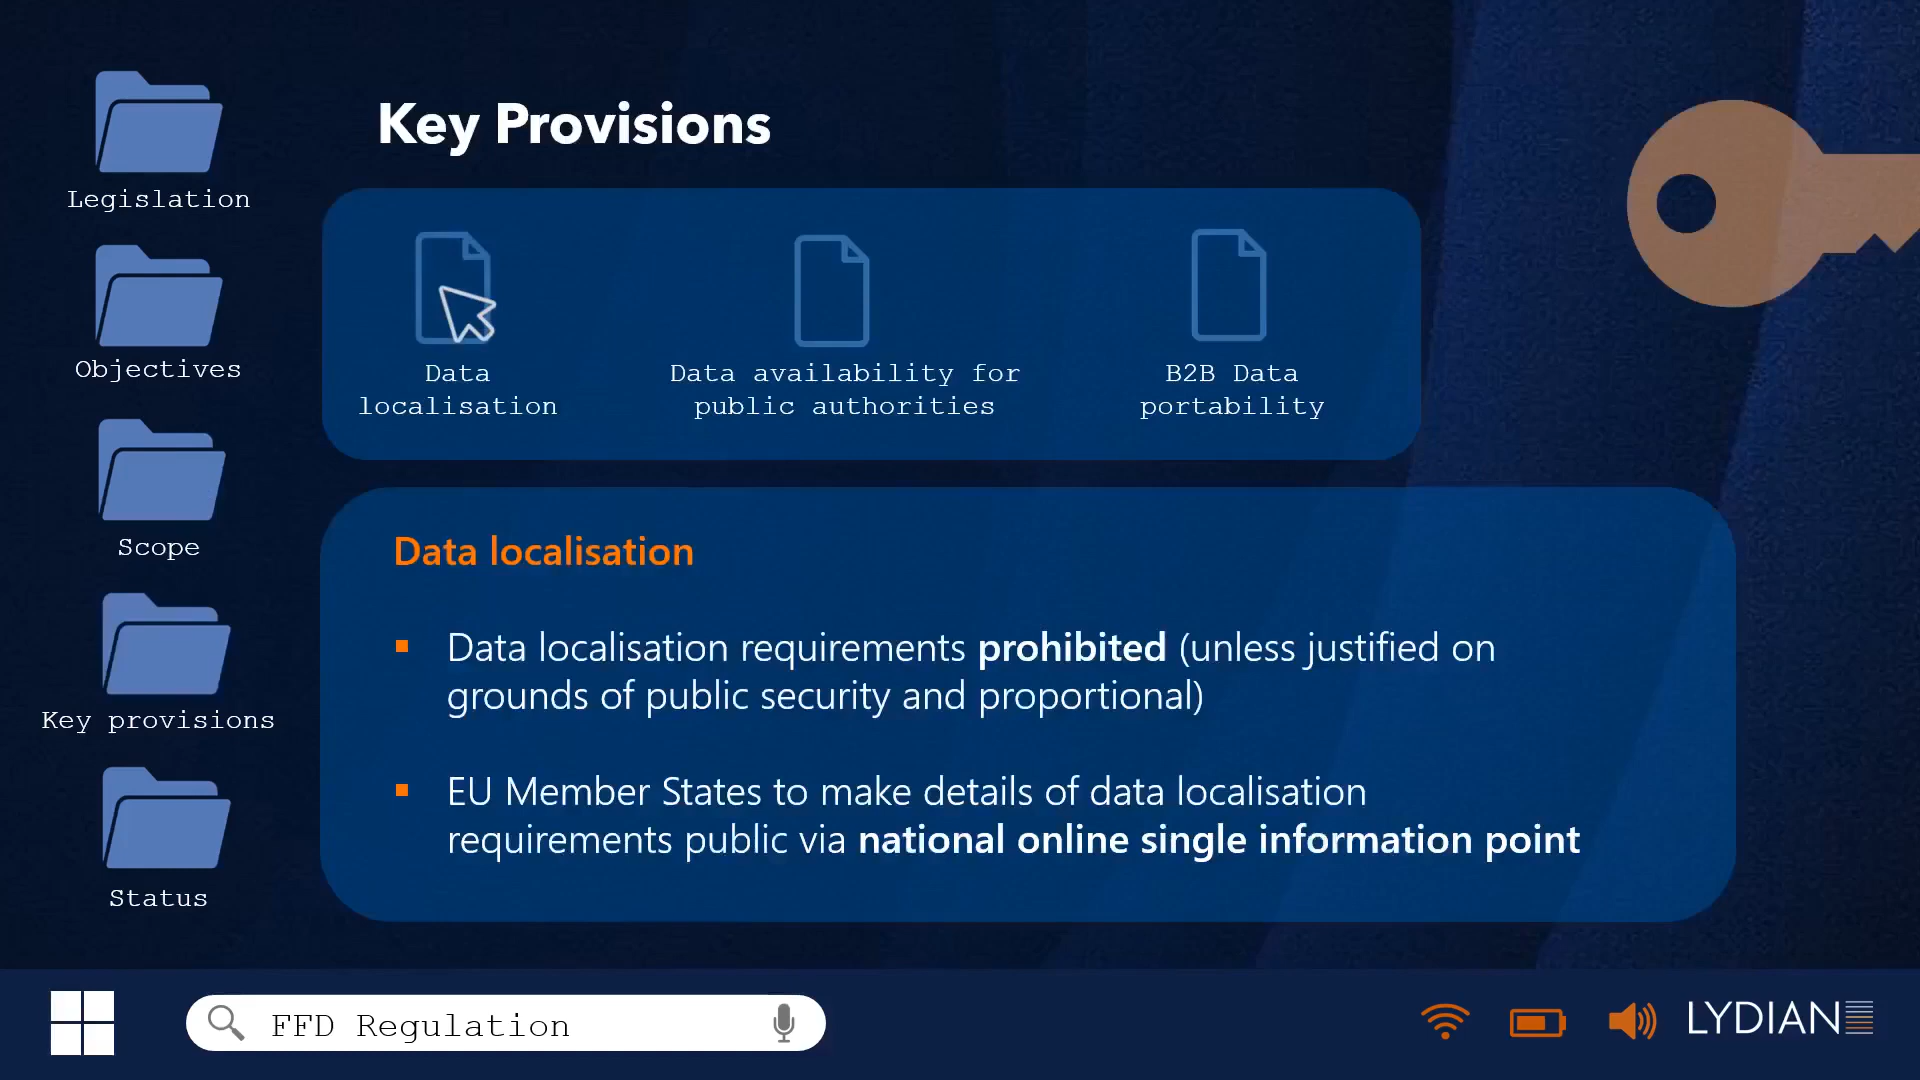 Key Provisions
Legislation
Objectives
Scope
Key provisions
Status
Data
localisation
Data availability for
public authorities
B2B Data
portability
Data localisation
Data localisation requirements prohibited (unless justified on
grounds of public security and proportional)
EU Member States to make details of data localisation
requirements public via national online single information point
FFD Regulation
LYDIAN